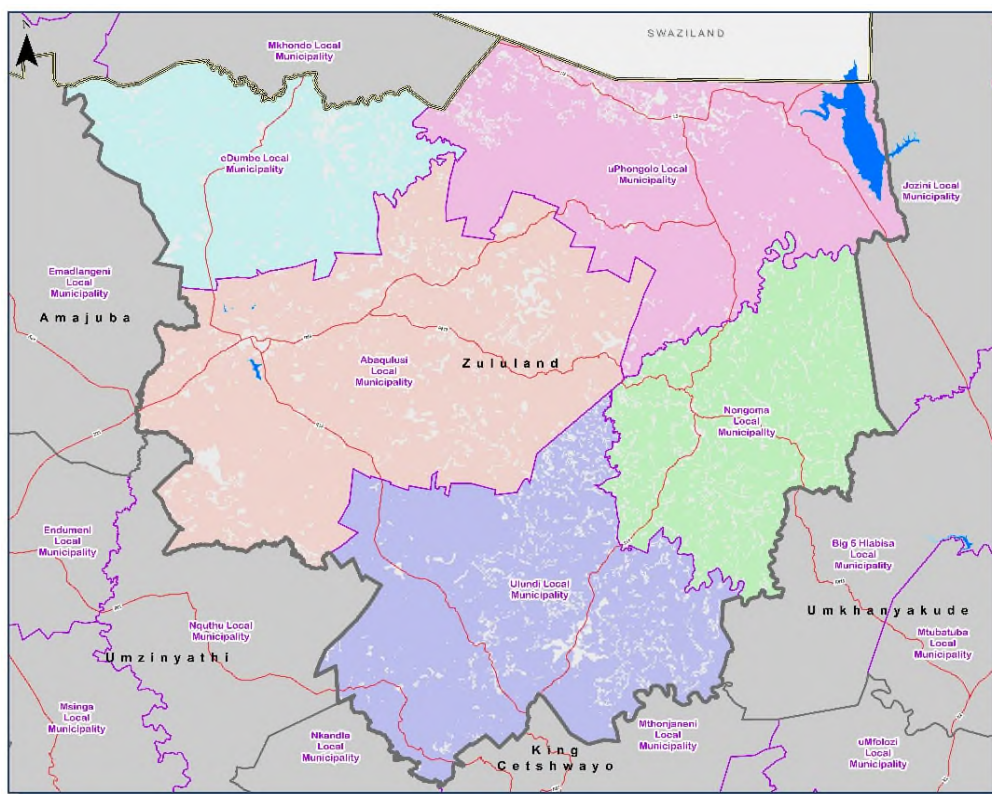 N
SWAZILAND
Mkhondo Local
Municipality
eDumbe Local
Municipality
uPhongolo Local
Municipality
Jozini Local
Municipality
Emadlangeni
Local
Municipality
Amajuba
Abaqulusi
Local
Municipality
Zululand
Nongoma
Local
Municipality
Endumeni
Local
Municipality
Big 5 Hlabisa
Local
Municipality
Ulundi Local
Municipality
Umkhanyakude
Nquthu Local
Municipality
Umzinyathi
Mtubatuba
Local
Municipality
Msinga
Local
Municipality
Nkandla
Local
Municipality
Mthonjaneni
Local
Municipality
King
Cetshwayo
uMfolozi
Local
Municipality